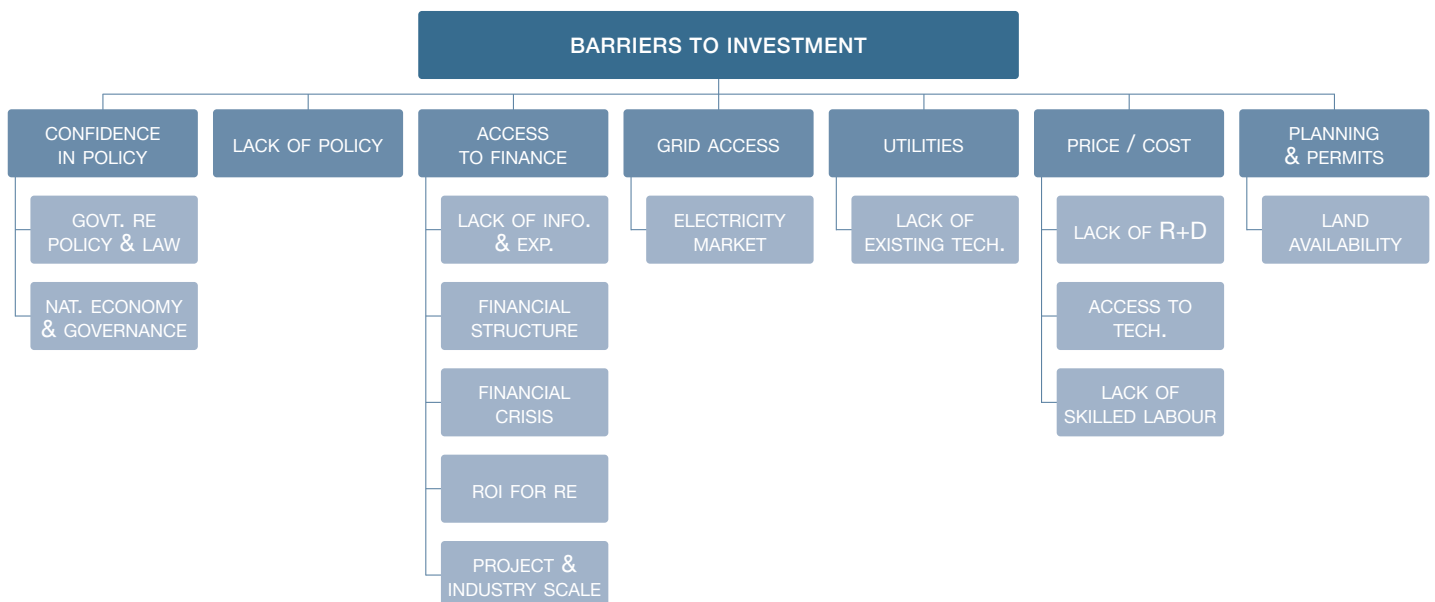 BARRIERS TO INVESTMENT
CONFIDENCE
IN POLICY
LACK OF POLICY
ACCESS
TO FINANCE
GRID ACCESS
UTILITIES
PRICE / COST
PLANNING
& PERMITS
GOVT. RE
POLICY & LAW
NAT. ECONOMY
& GOVERNANCE
LACK OF INFO.
& EXP.
FINANCIAL
STRUCTURE
FINANCIAL
CRISIS
ROI FOR RE
PROJECT &
INDUSTRY SCALE
ELECTRICITY
MARKET
LACK OF
EXISTING TECH.
LACK OF R+D
ACCESS TO
TECH.
LACK OF
SKILLED LABOUR
LAND
AVAILABILITY